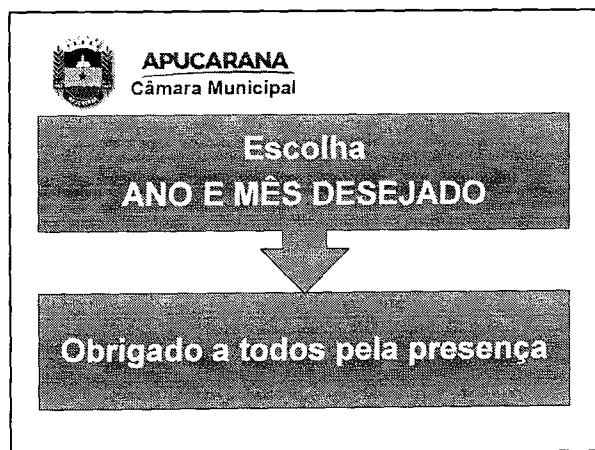 APUCARANA
Câmara Municipal
Escolha
ANO E MÊS DESEJADO
Obrigado a todos pela presença